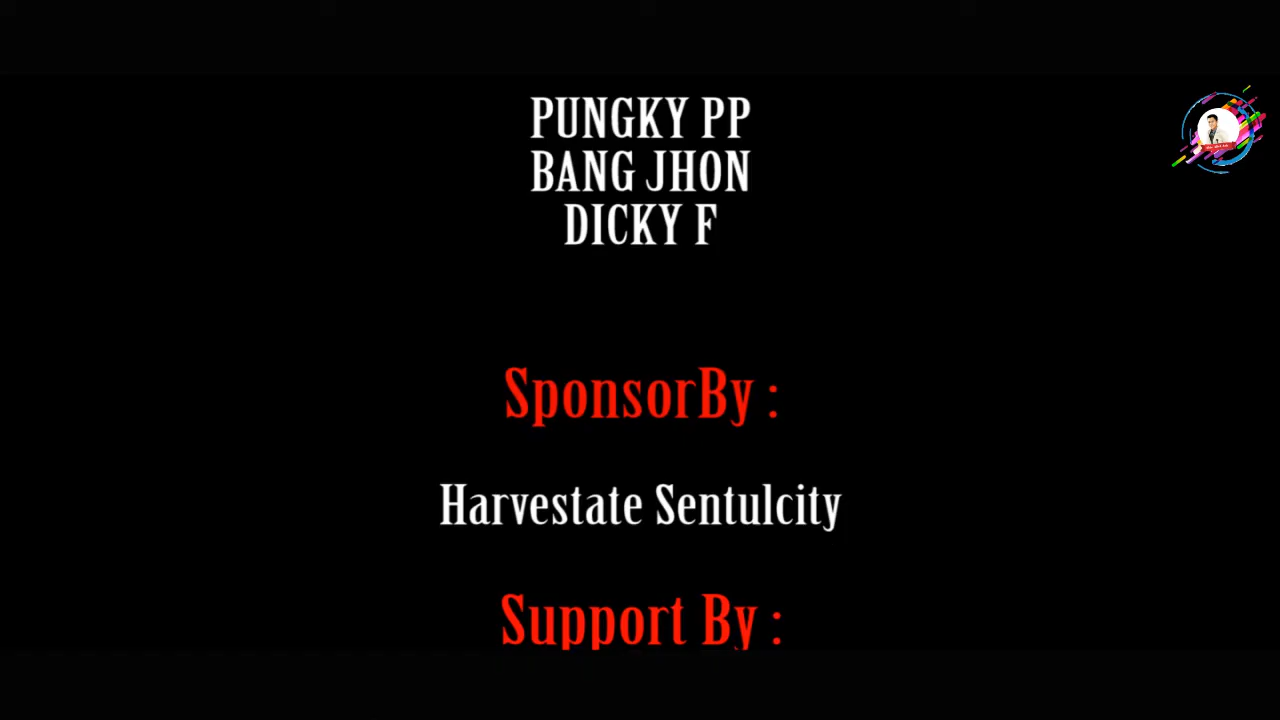 PUNGKY PP
BANG JHON
DICKY F
SponsorBy :
Harvestate Sentulcity
Support By :